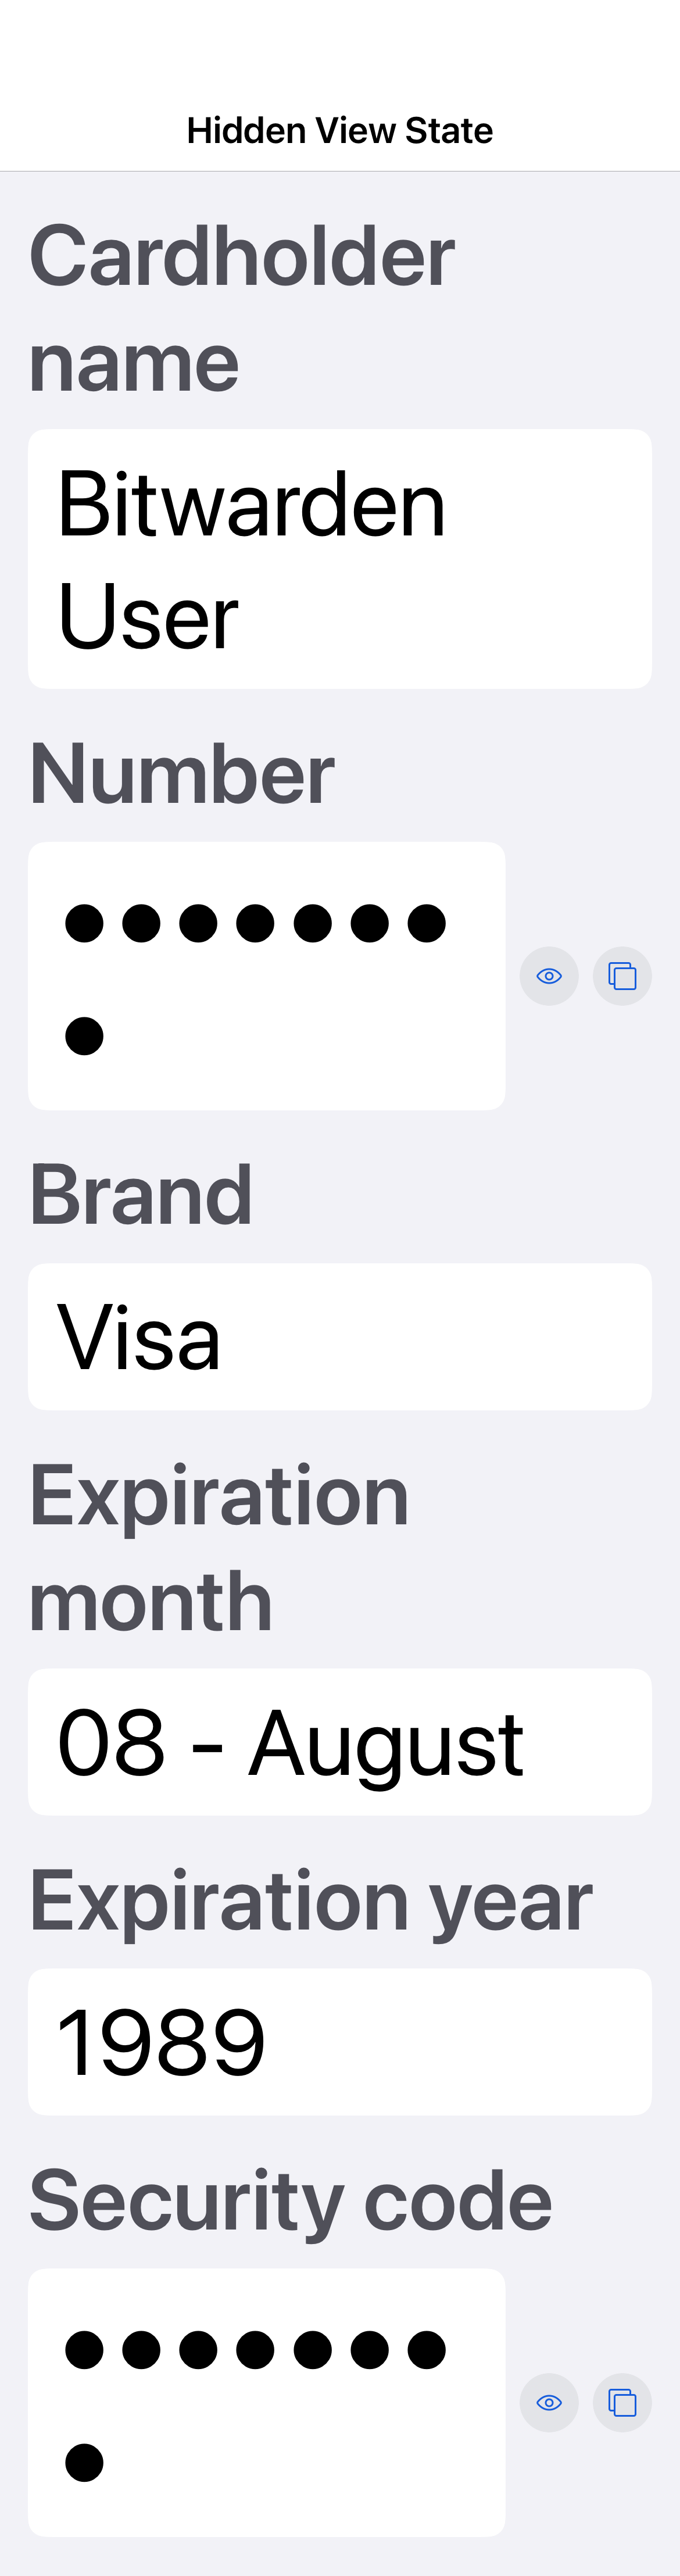 Hidden View State
Cardholder
name
Bitwarden
User
Number
●●●●●●●
●
Brand
Visa
Expiration
month
08 - August
Expiration year
1989
Security code
●●●●●●●
●